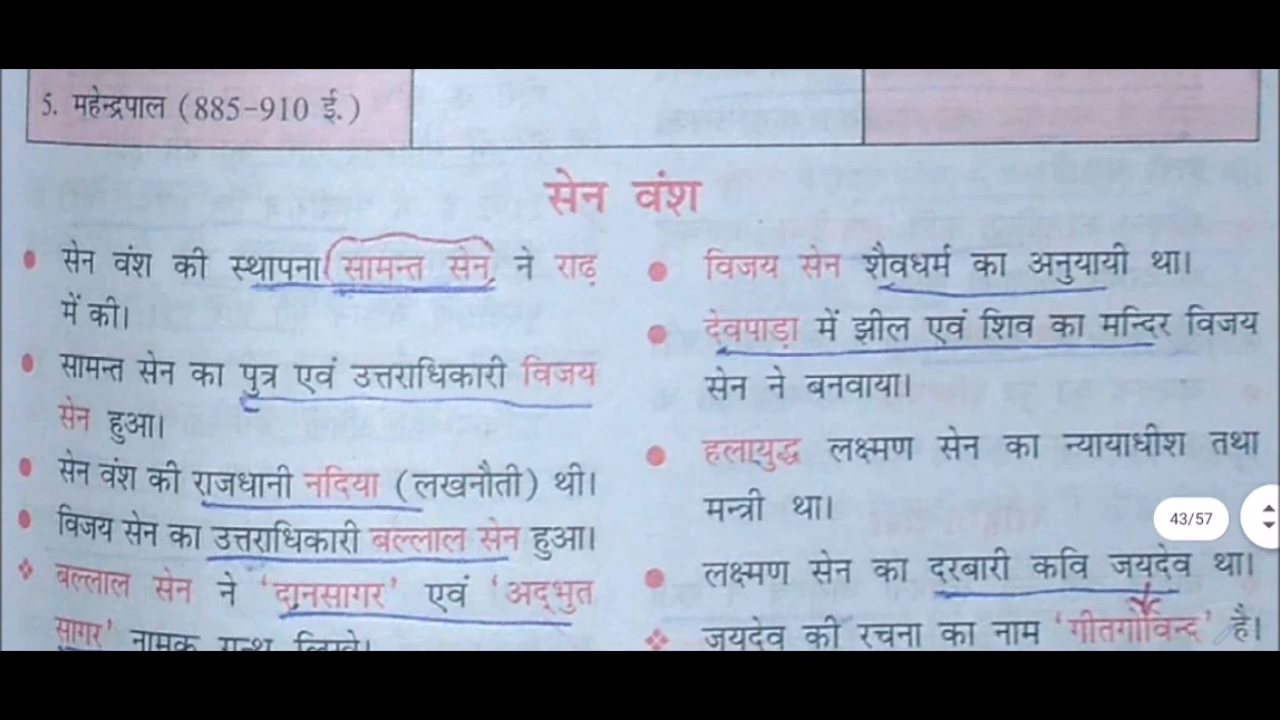 5. महेन्द्रपाल (885-910 ई.)
सेन वंश
सेन वंश की स्थापना सामन्त सेन ने राढ़
में की।
सामन्त सेन का पुत्र एवं उत्तराधिकारी विजय
सेन हुआ।
सेन वंश की राजधानी नदिया (लखनौती) थी।
विजय सेन का उत्तराधिकारी बल्लाल सेन हुआ।
बल्लाल सेन ने 'दानसागर' एवं 'अद्भुत
सागर' नामक ग्रन्थ लिखे।
विजय सेन शैवधर्म का अनुयायी था।
देवपाड़ा में झील एवं शिव का मन्दिर विजय
सेन ने बनवाया।
हलायुद्ध लक्ष्मण सेन का न्यायाधीश तथा
मन्त्री था।
लक्ष्मण सेन का दरबारी कवि जयदेव था।
जयदेव की रचना का नाम 'गीतगोविन्द' है।
43/57